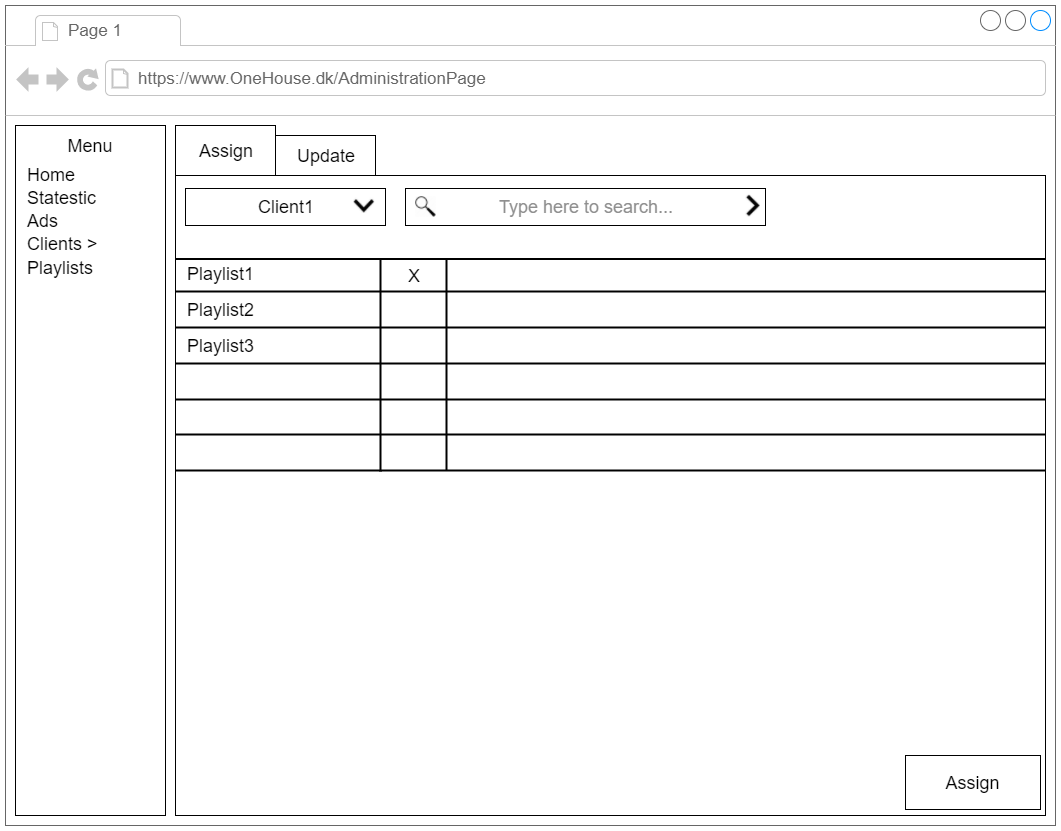 Page 1
https://www.OneHouse.dk/AdministrationPage
Menu
Home
Statestic
Ads
Clients >
Playlists
Assign
Update
Client1
Type here to search...
Playlist1 X
Playlist2
Playlist3
Assign